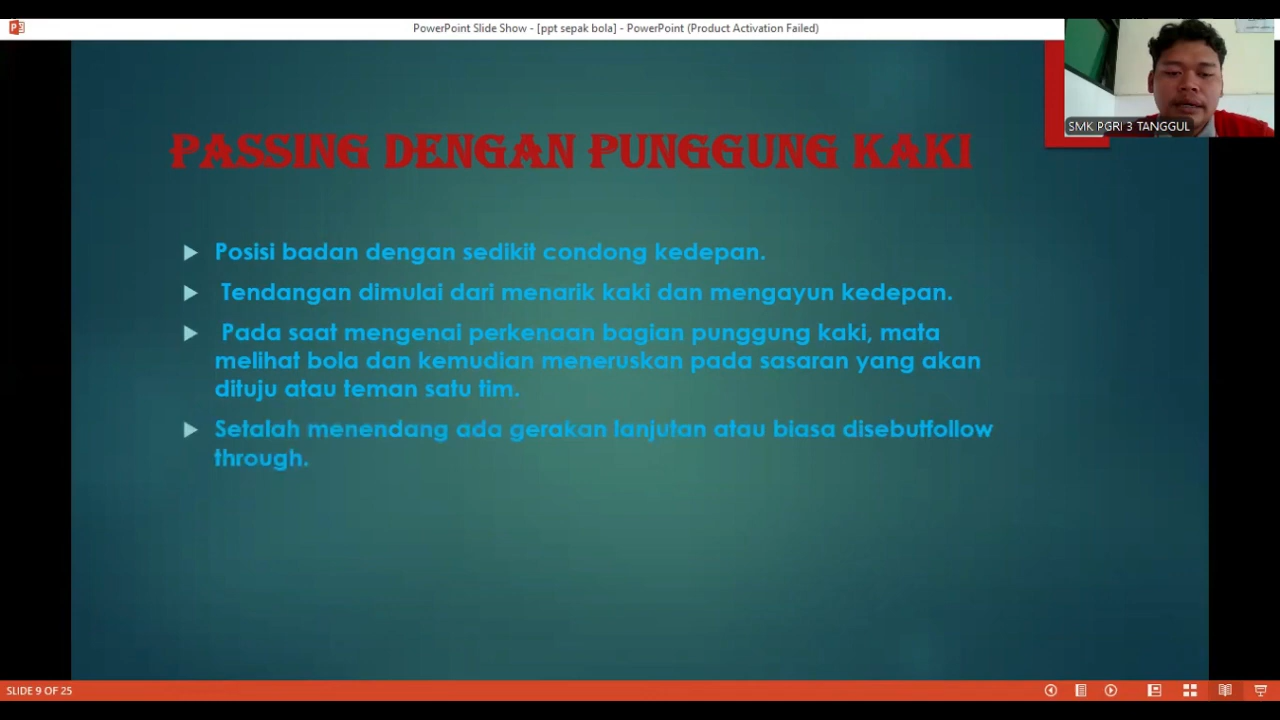 PowerPoint Slide Show - [ppt sepak bola] - PowerPoint (Product Activation Failed)
SMK PGRI 3 TANGGUL
PASSING DENGAN PUNGGUNG KAKI
Posisi badan dengan sedikit condong kedepan.
Tendangan dimulai dari menarik kaki dan mengayun kedepan.
Pada saat mengenai perkenaan bagian punggung kaki, mata
melihat bola dan kemudian meneruskan pada sasaran yang akan
dituju atau teman satu tim.
Setalah menendang ada gerakan lanjutan atau biasa disebutfollow
through.
SLIDE 9 OF 25